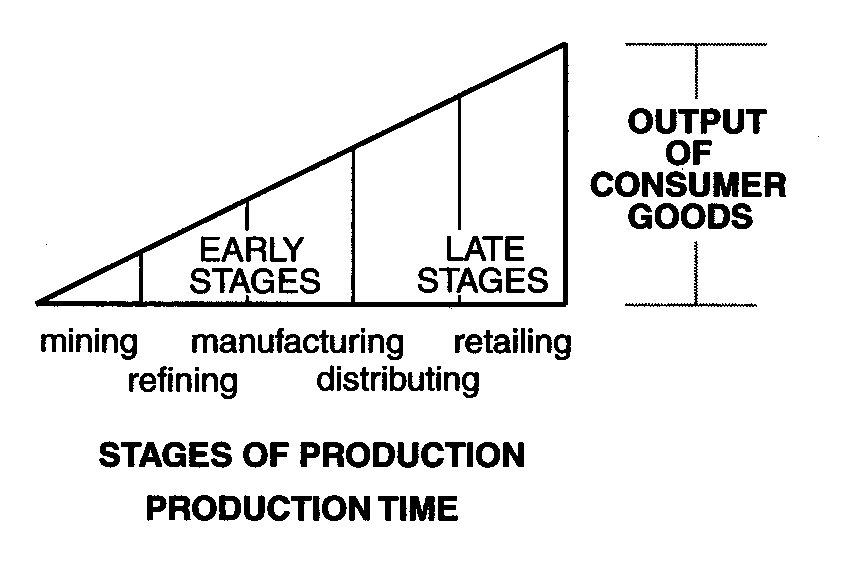 OUTPUT
OF
CONSUMER
GOODS
EARLY
STAGES
LATE
STAGES
mining
manufacturing
retailing
refining
distributing
STAGES OF PRODUCTION
PRODUCTION TIME